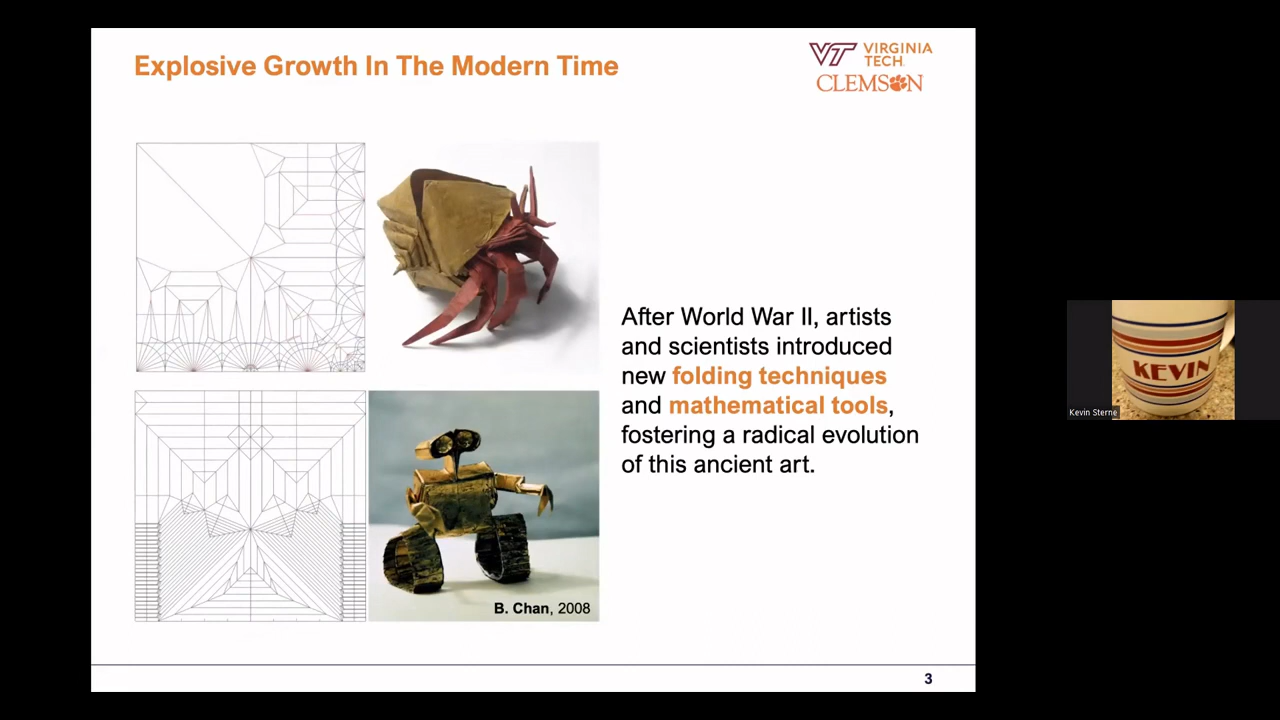 Explosive Growth In The Modern Time
VT VIRGINIA
TECH
CLEMSON
After World War II, artists
and scientists introduced
new folding techniques
and mathematical tools,
fostering a radical evolution
of this ancient art.
B. Chan, 2008
3
KEVIN
Kevin Sterne